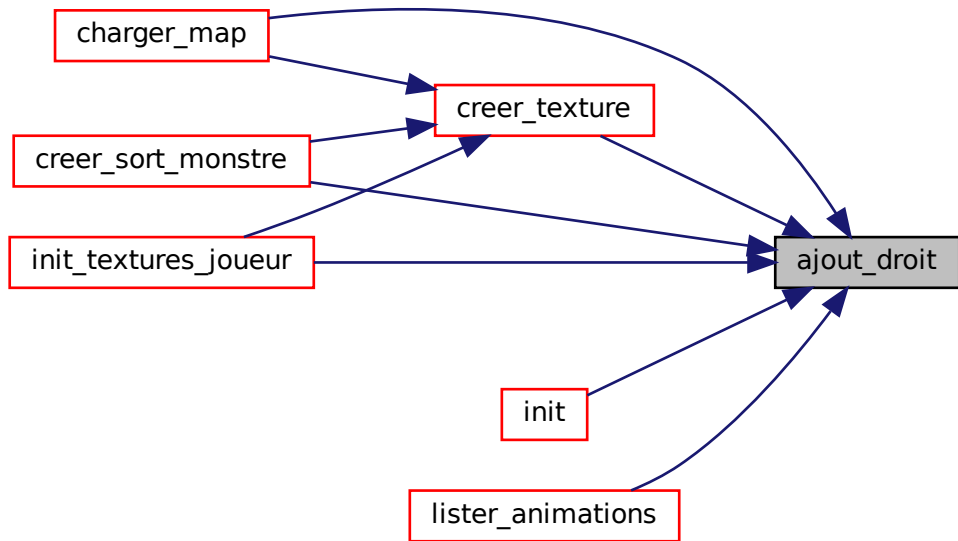 charger_map
creer_texture
creer_sort_monstre
init_textures_joueur
ajout_droit
init
lister_animations